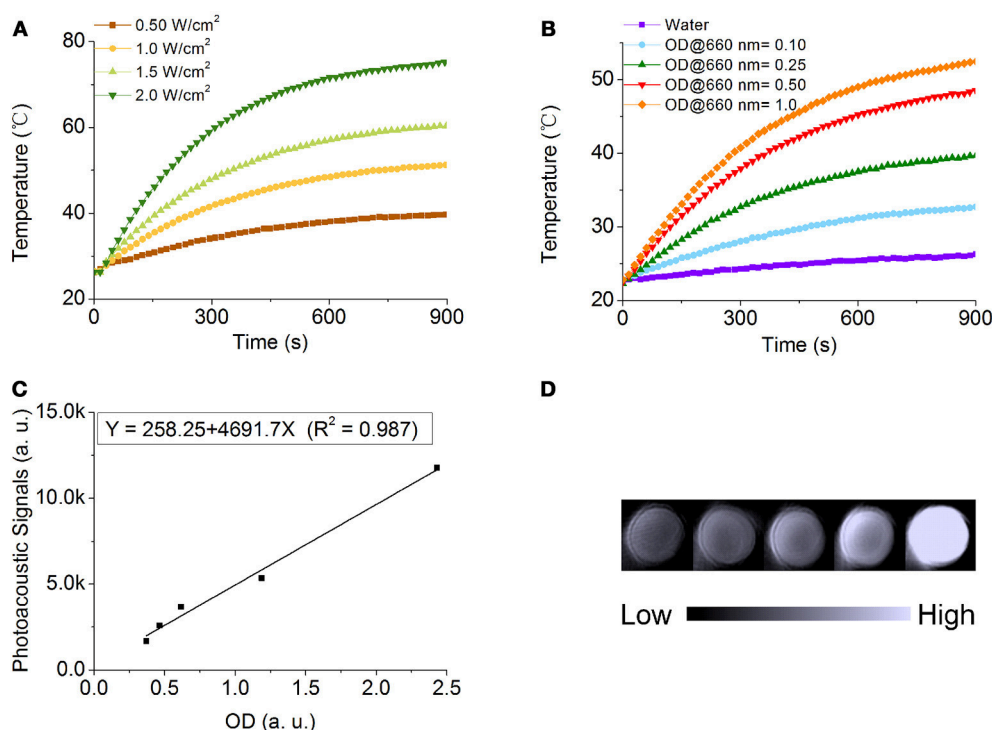 A
0.50 W/cm²
1.0 W/cm²
1.5 W/cm²
2.0 W/cm²
80
60
40
20
Temperature (℃)
0
300
600
900
Time (s)
B
Water
OD@660 nm= 0.10
OD@660 nm= 0.25
OD@660 nm= 0.50
OD@660 nm= 1.0
50
40
30
20
Temperature (℃)
0
300
600
900
Time (s)
C
Y = 258.25+4691.7X (R² = 0.987)
15.0k
10.0k
5.0k
0.0
Photoacoustic Signals (a. u.)
0.0
0.5
1.0
1.5
2.0
2.5
OD (a. u.)
D
Low
High